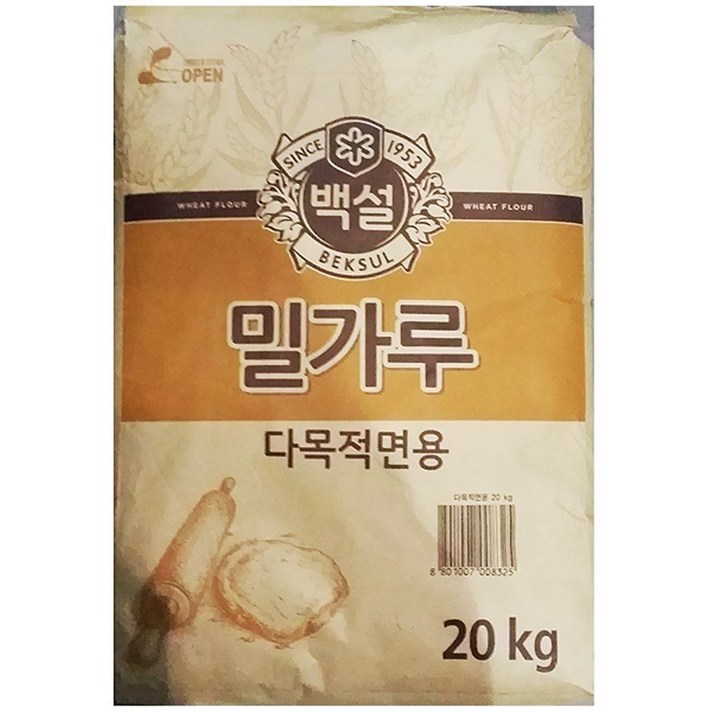 OPEN
SINCE 1953
백설
BEKSUL
WHEAT FLOUR
WHEAT FLOUR
밀가루
다목적면용
다목적면용 20 kg
8 801007 008325
20 kg